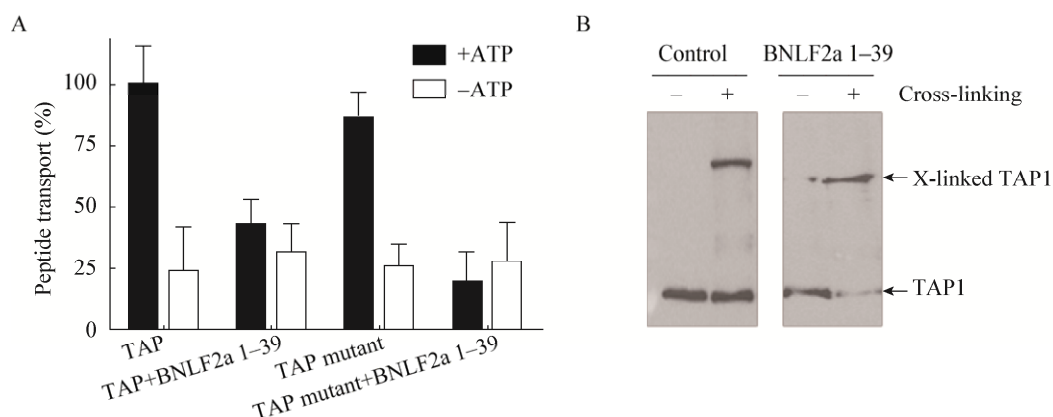 A
Peptide transport (%)
100
75
50
25
0
+ATP
–ATP
TAP
TAP+BNLF2a 1–39
TAP mutant
TAP mutant+BNLF2a 1–39
B
Control BNLF2a 1–39
– + – + Cross-linking
X-linked TAP1
TAP1